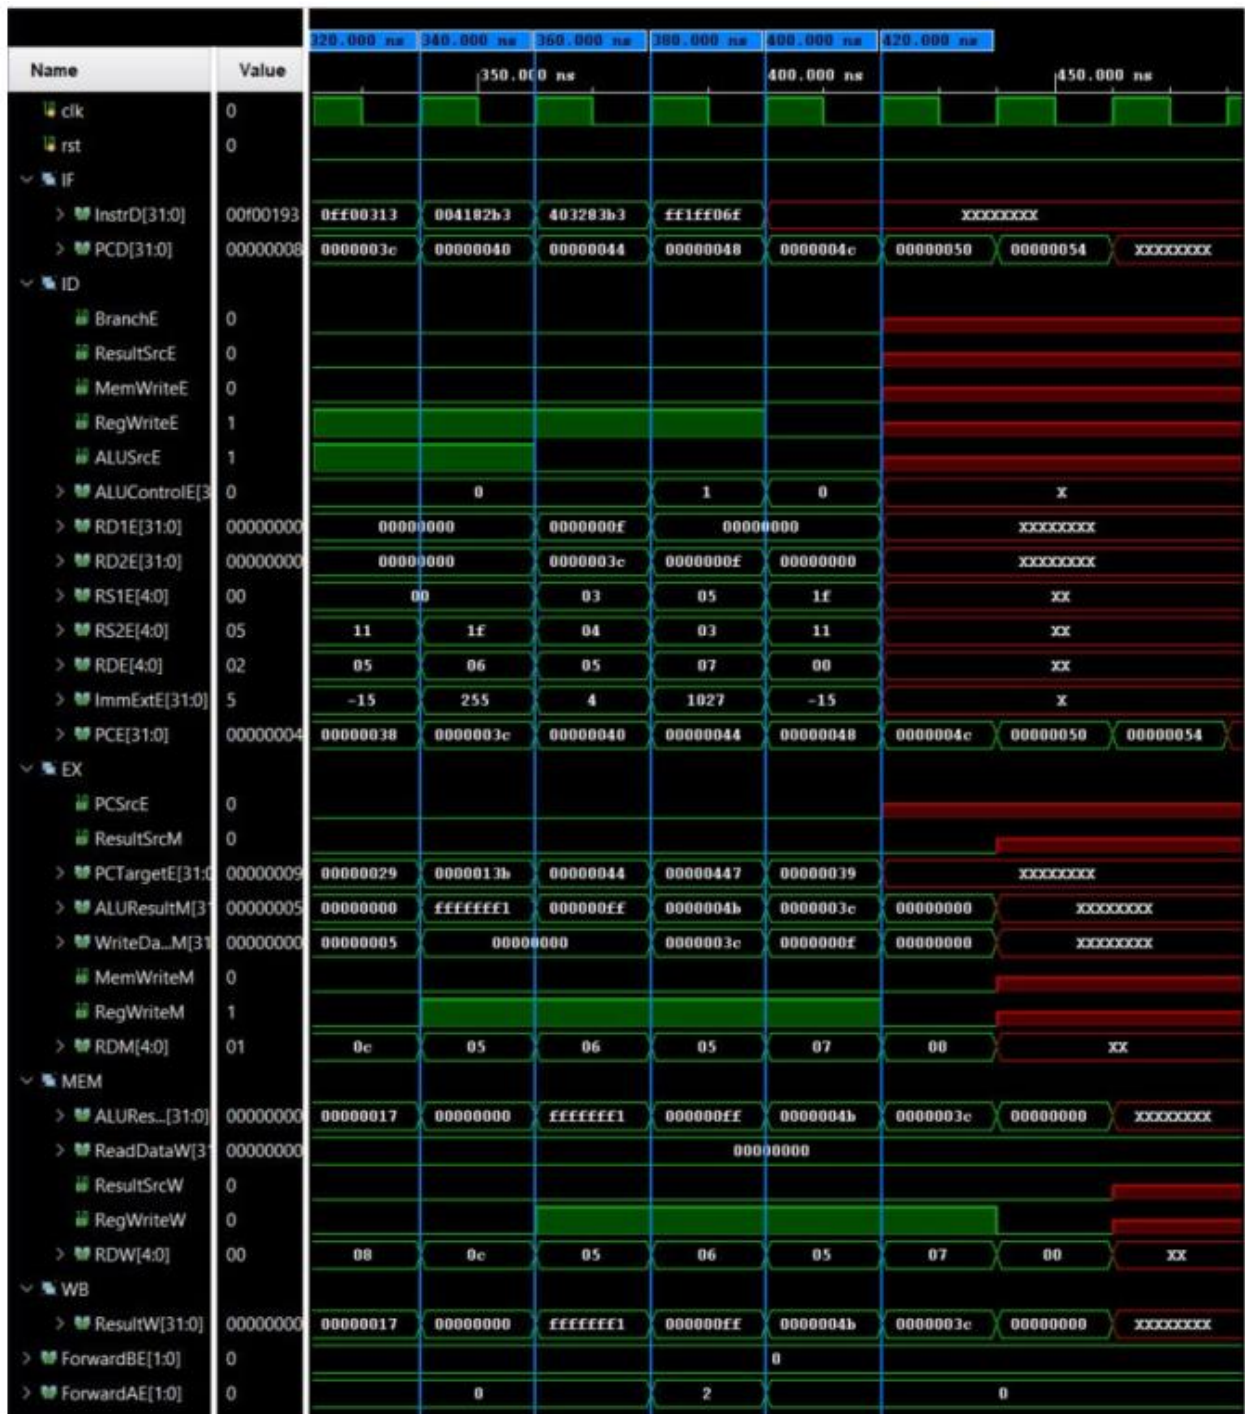 320.000 ns 340.000 ns 360.000 ns 380.000 ns 400.000 ns 420.000 ns
Name Value 350.000 ns 400.000 ns 450.000 ns
clk 0
rst 0
IF
InstrD[31:0] 00f00193 0ff00313 004182b3 403283b3 ff1ff06f XXXXXXXX
PCD[31:0] 00000008 0000003c 00000040 00000044 00000048 0000004c 00000050 00000054 XXXXXXXX
ID
BranchE 0
ResultSrcE 0
MemWriteE 0
RegWriteE 1
ALUSrcE 1
ALUControlE[3 0 0 1 0 X
RD1E[31:0] 00000000 00000000 0000000f 00000000 XXXXXXXX
RD2E[31:0] 00000000 00000000 0000003c 0000000f 00000000 XXXXXXXX
RS1E[4:0] 00 00 03 05 1f XX
RS2E[4:0] 05 11 1f 04 03 11 XX
RDE[4:0] 02 05 06 05 07 00 XX
ImmExtE[31:0] 5 -15 255 4 1027 -15 X
PCE[31:0] 00000004 00000038 0000003c 00000040 00000044 00000048 0000004c 00000050 00000054
EX
PCSrcE 0
ResultSrcM 0
PCTargetE[31:0 00000009 00000029 0000013b 00000044 00000447 00000039 XXXXXXXX
ALUResultM[31 00000005 00000000 fffffff1 000000ff 0000004b 0000003c 00000000 XXXXXXXX
WriteDa...M[31 00000000 00000005 00000000 0000003c 0000000f 00000000 XXXXXXXX
MemWriteM 0
RegWriteM 1
RDM[4:0] 01 0c 05 06 05 07 00 XX
MEM
ALURes...[31:0] 00000000 00000017 00000000 fffffff1 000000ff 0000004b 0000003c 00000000 XXXXXXXX
ReadDataW[31 00000000 00000000
ResultSrcW 0
RegWriteW 0
RDW[4:0] 00 08 0c 05 06 05 07 00 XX
WB
ResultW[31:0] 00000000 00000017 00000000 fffffff1 000000ff 0000004b 0000003c 00000000 XXXXXXXX
ForwardBE[1:0] 0 0
ForwardAE[1:0] 0 0 2 0